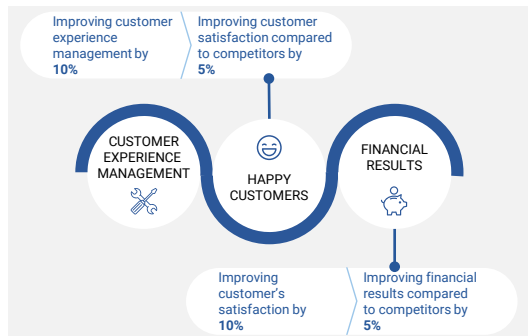 Improving customer
experience
management by
10%
Improving customer
satisfaction compared
to competitors by
5%
CUSTOMER
EXPERIENCE
MANAGEMENT
HAPPY
CUSTOMERS
FINANCIAL
RESULTS
Improving
customer's
satisfaction by
10%
Improving financial
results compared
to competitors by
5%